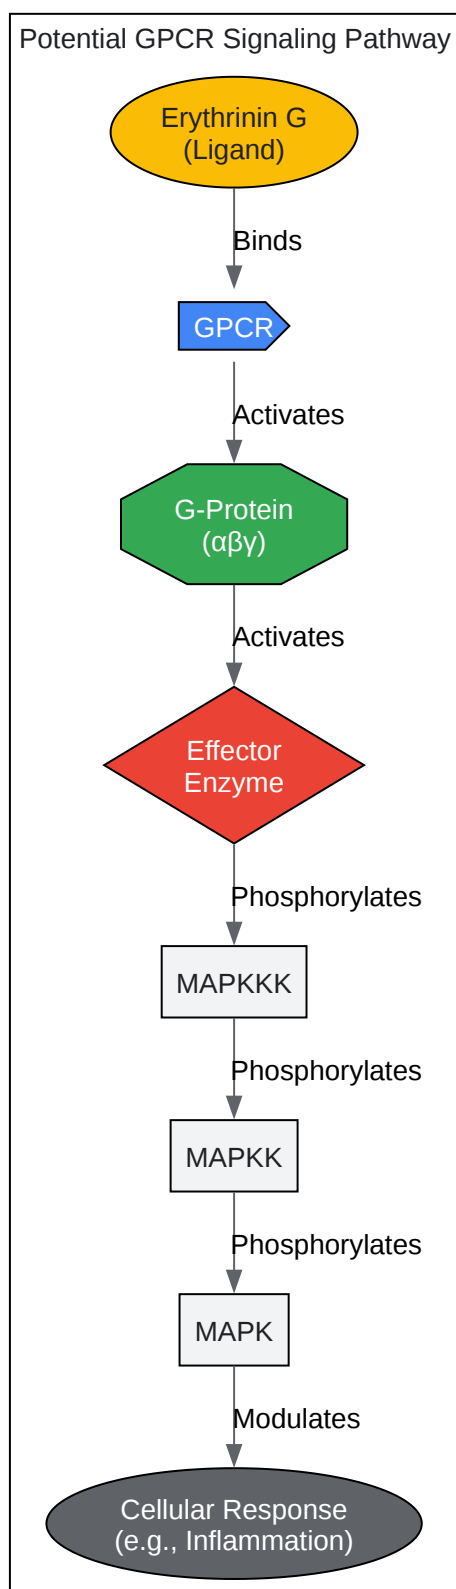 Potential GPCR Signaling Pathway
Erythrinin G
(Ligand)
Binds
GPCR
Activates
G-Protein
(αβγ)
Activates
Effector
Enzyme
Phosphorylates
MAPKKK
Phosphorylates
MAPKK
Phosphorylates
MAPK
Modulates
Cellular Response
(e.g., Inflammation)